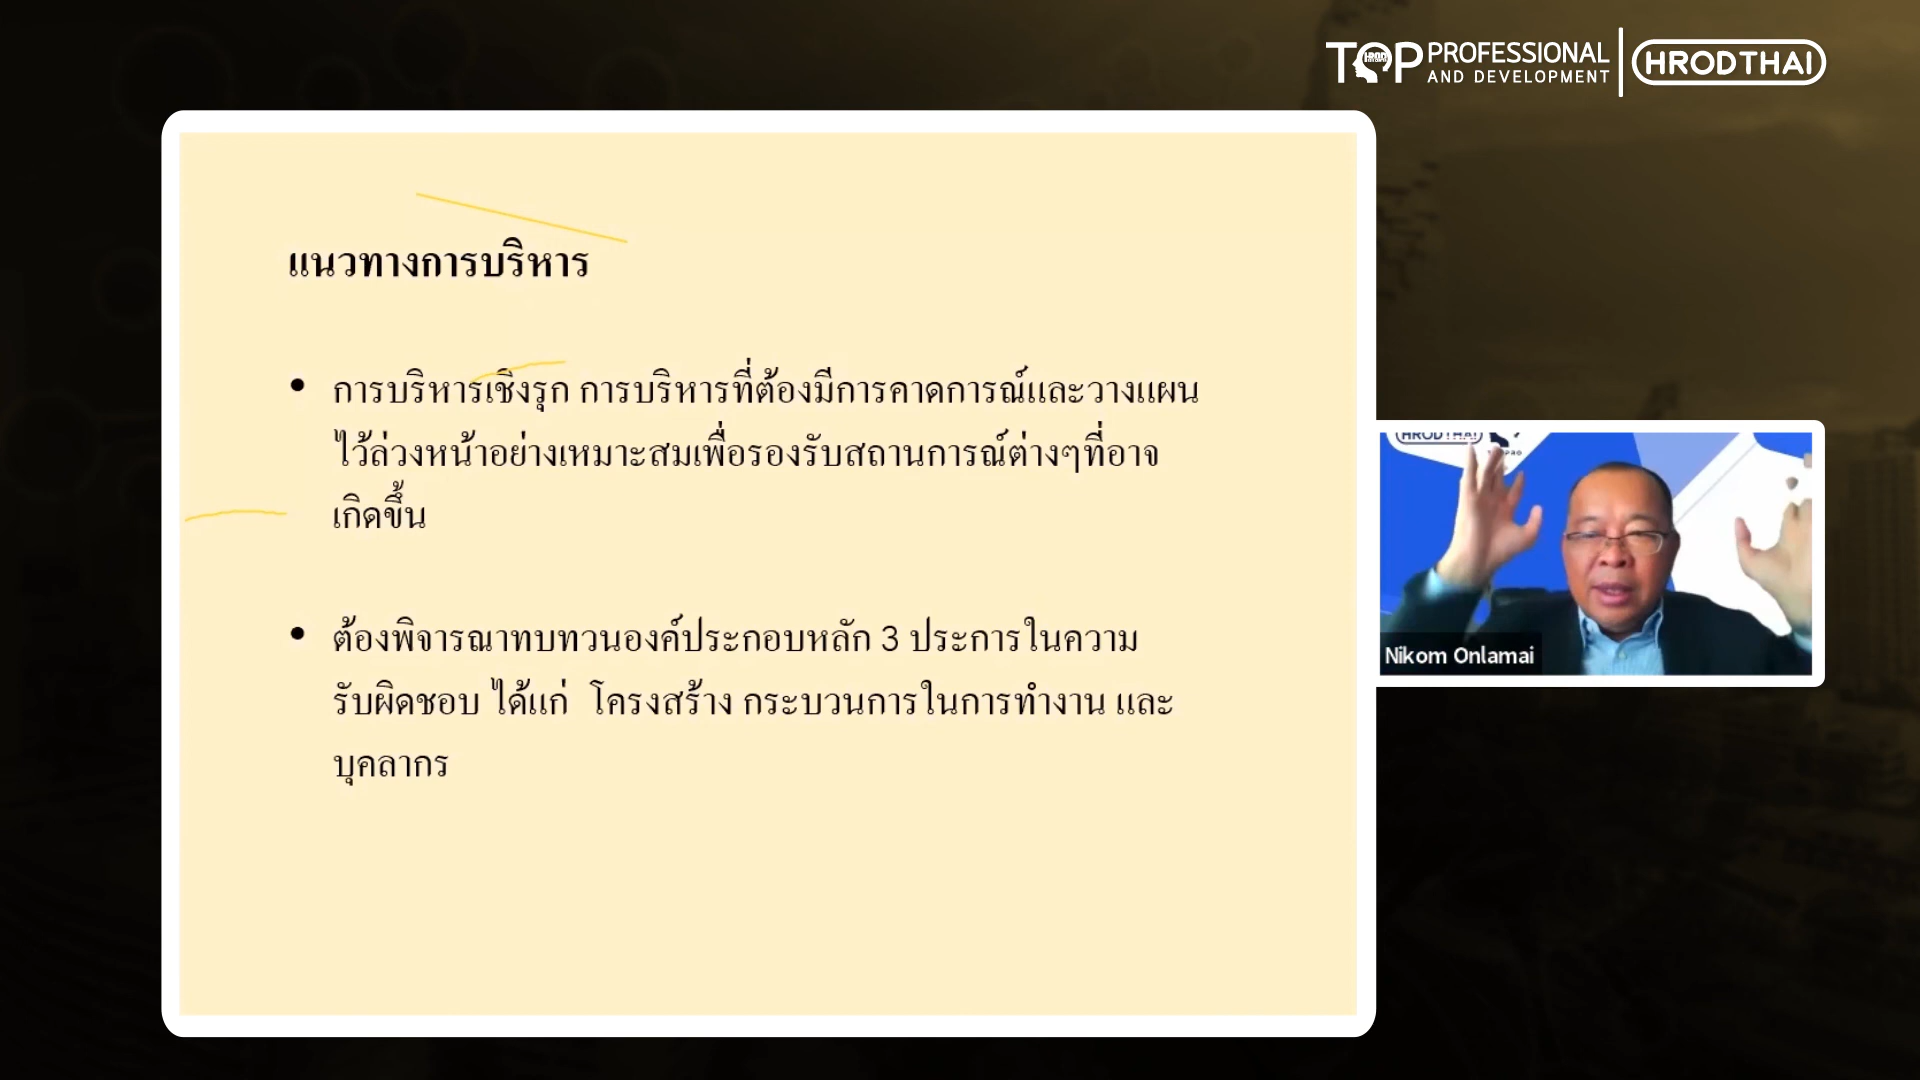 TOP PROFESSIONAL AND DEVELOPMENT
HRODTHAI
แนวทางการบริหาร
• การบริหารเชิงรุก การบริหารที่ต้องมีการคาดการณ์และวางแผน
ไว้ล่วงหน้าอย่างเหมาะสมเพื่อรองรับสถานการณ์ต่างๆที่อาจ
เกิดขึ้น
• ต้องพิจารณาทบทวนองค์ประกอบหลัก 3 ประการในความ
รับผิดชอบ ได้แก่ โครงสร้าง กระบวนการในการทำงาน และ
บุคลากร
HRODTHAI
Nikom Onlamai